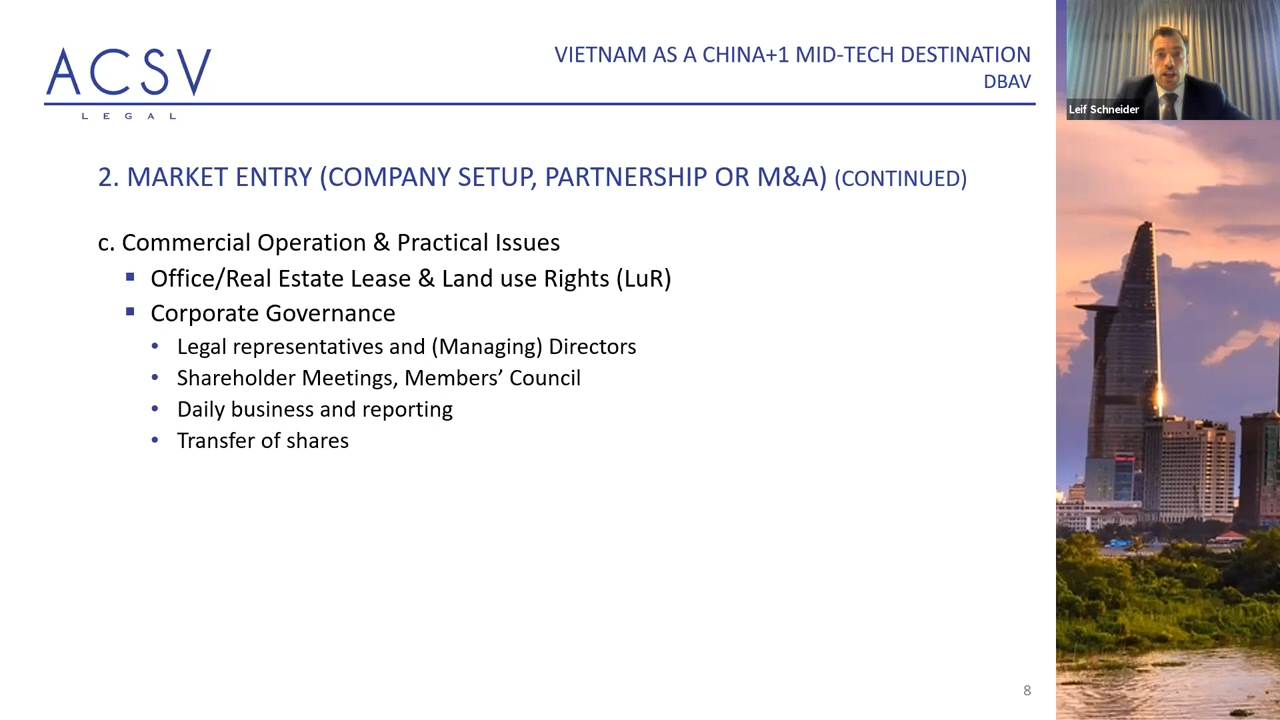 ACSV
LEGAL
VIETNAM AS A CHINA+1 MID-TECH DESTINATION
DBAV
Leif Schneider
2. MARKET ENTRY (COMPANY SETUP, PARTNERSHIP OR M&A) (CONTINUED)
c. Commercial Operation & Practical Issues
▪ Office/Real Estate Lease & Land use Rights (LuR)
▪ Corporate Governance
• Legal representatives and (Managing) Directors
• Shareholder Meetings, Members’ Council
• Daily business and reporting
• Transfer of shares
8